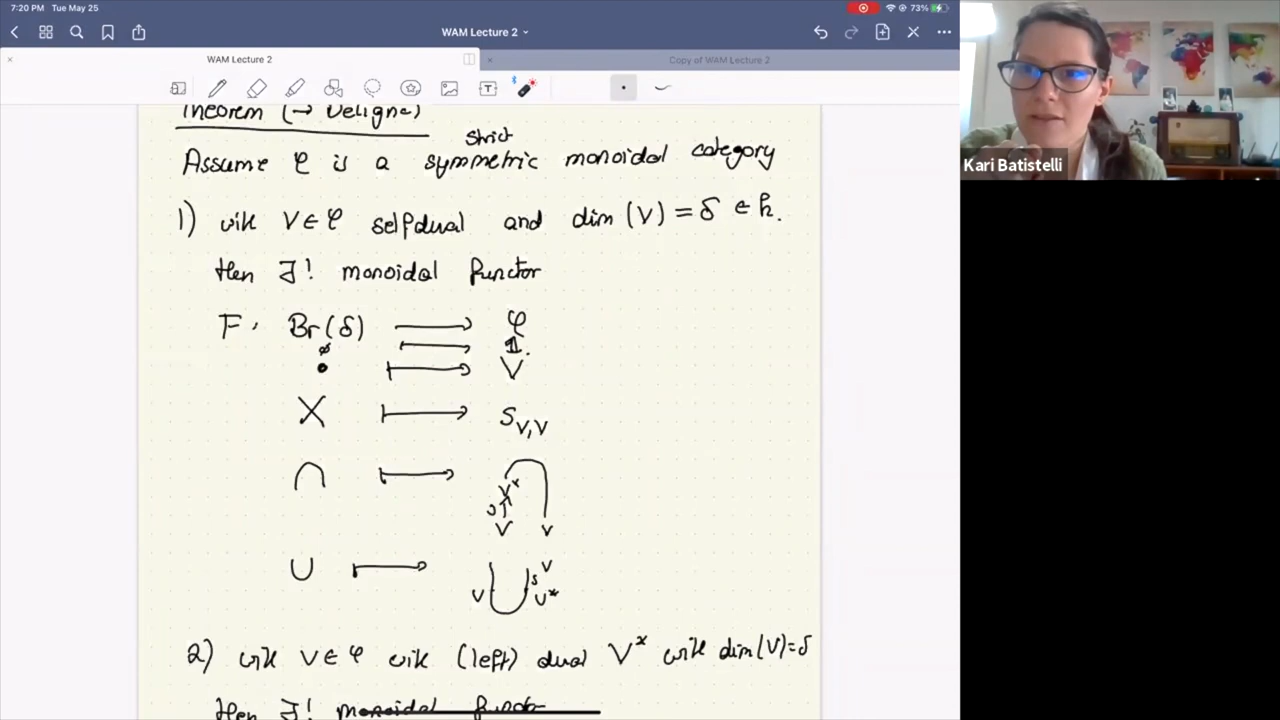 7:20 PM Tue May 25
73%
WAM Lecture 2
WAM Lecture 2
Copy of WAM Lecture 2
Kari Batistelli
Theorem (→ Deligne)
strict
Assume 𝒞 is a symmetric monoidal category
1) with V ∈ 𝒞 selfdual and dim (V) = δ ∈ k.
then ∃! monoidal functor
F: Br(δ) ⟶ 𝒞
∅ ⟼ 𝟙.
• ⟼ V
X ⟼ S_{V,V}
∩ ⟼ V* V V
∪ ⟼ V V V*
2) with V ∈ 𝒞 with (left) dual V* with dim(V)=δ
then ∃! monoidal functor